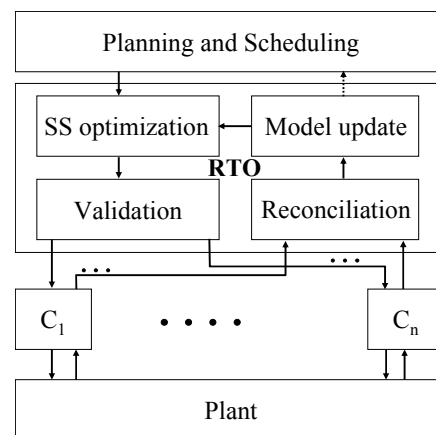 Planning and Scheduling
SS optimization
Model update
RTO
Validation
Reconciliation
. . .
. . .
C1
. . . .
Cn
Plant